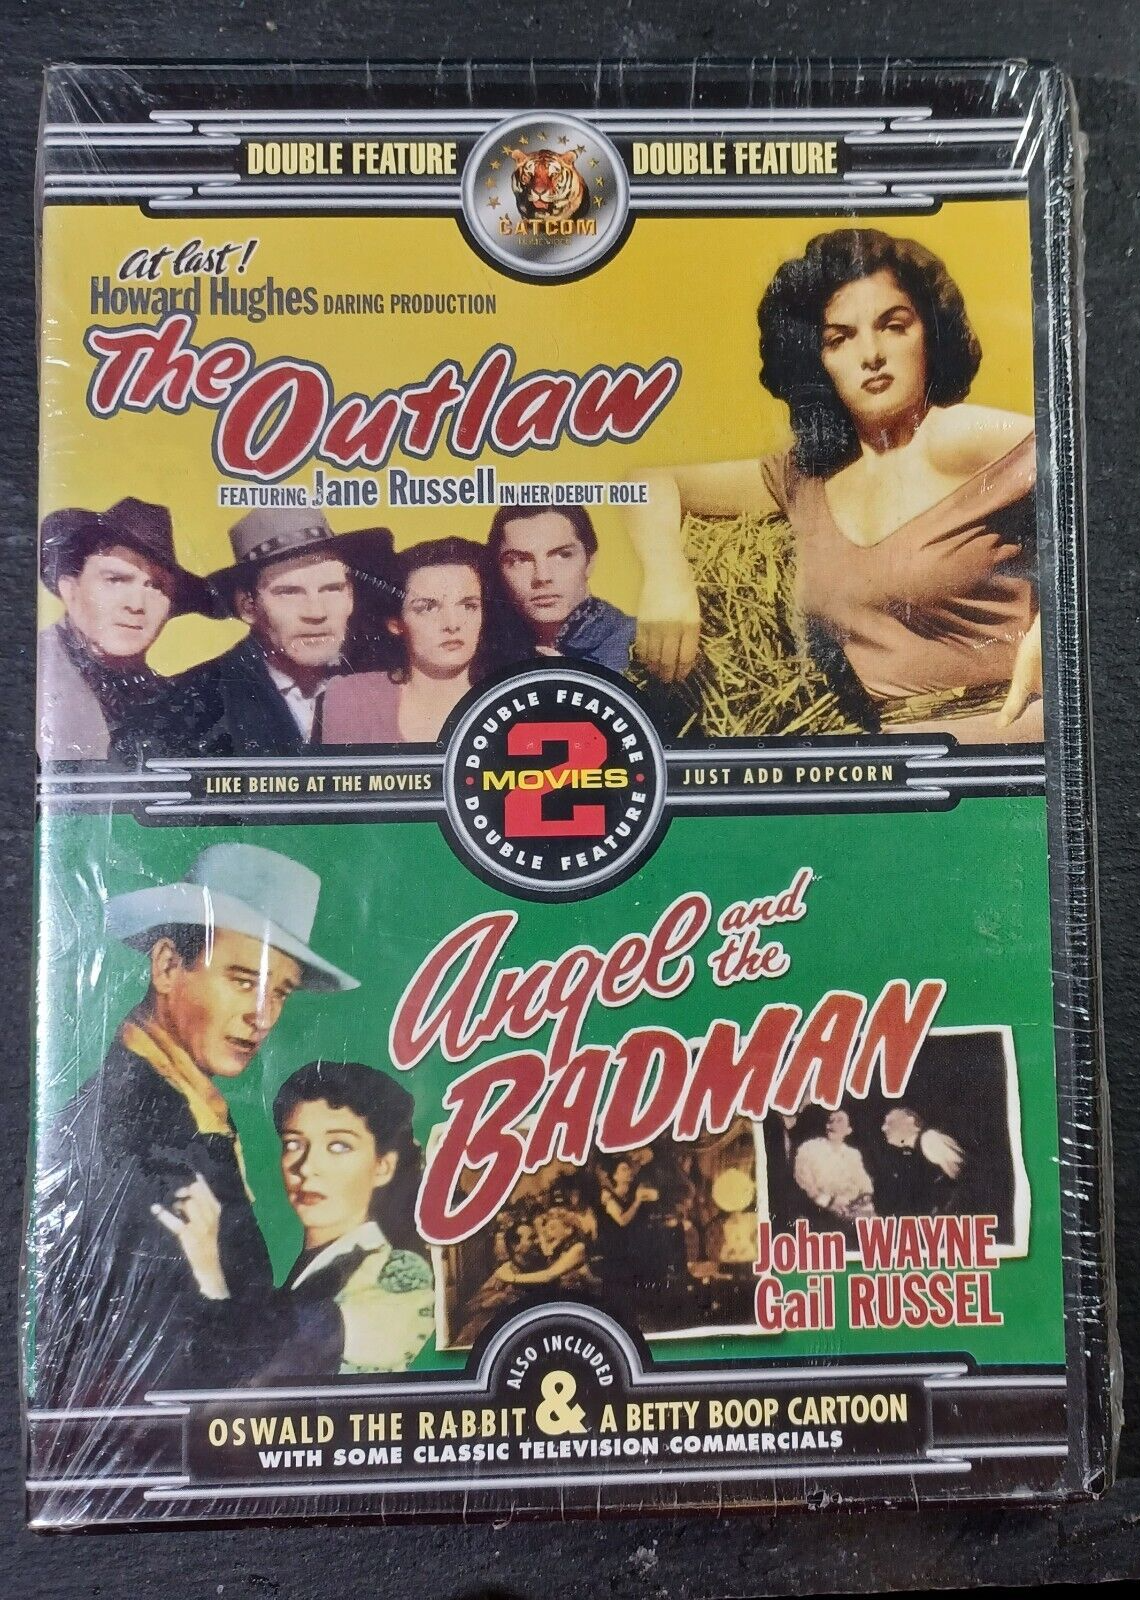 DOUBLE FEATURE
DOUBLE FEATURE
CATCOM
HOME VIDEO
at last!
Howard Hughes DARING PRODUCTION
The Outlaw
FEATURING Jane Russell IN HER DEBUT ROLE
DOUBLE FEATURE
LIKE BEING AT THE MOVIES
2
MOVIES
JUST ADD POPCORN
DOUBLE FEATURE
Angel and the
BADMAN
John WAYNE
Gail RUSSEL
ALSO INCLUDED
OSWALD THE RABBIT & A BETTY BOOP CARTOON
WITH SOME CLASSIC TELEVISION COMMERCIALS